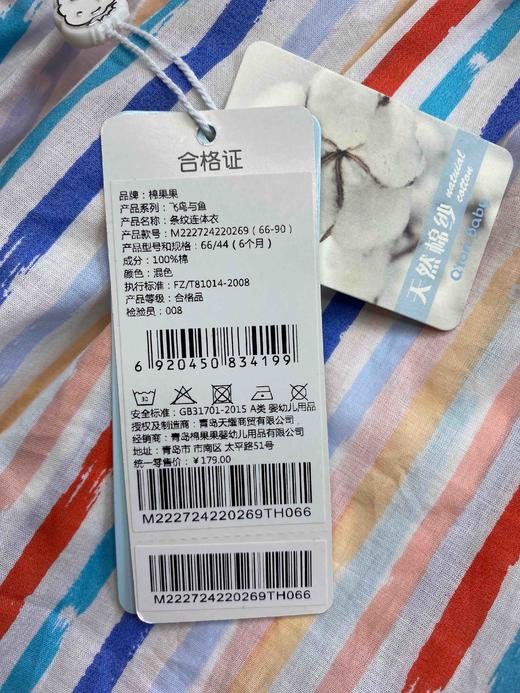 合格证
品牌：棉果果
产品系列：飞鸟与鱼
产品名称：条纹连体衣
产品款号：M222724220269（66-90）
产品型号和规格：66/44（6个月）
成分：100%棉
颜色：混色
执行标准：FZ/T81014-2008
产品等级：合格品
检验员：008
6 920450 834199
安全标准：GB31701-2015 A类 婴幼儿用品
授权及制造商：青岛天耀商贸有限公司
经销商：青岛棉果果婴幼儿用品有限公司
地址：青岛市 市南区 太平路51号
统一零售价：￥179.00
M222724220269TH066
M222724220269TH066
天然棉纱
natural
cotton